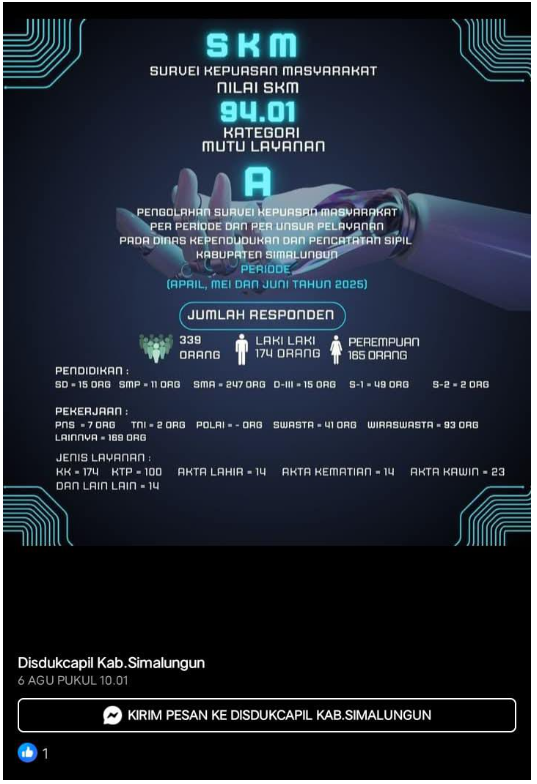 SKM
SURVEI KEPUASAN MASYARAKAT
NILAI SKM
94.01
KATEGORI
MUTU LAYANAN
A
PENGOLAHAN SURVEI KEPUASAN MASYARAKAT
PER PERIODE DAN PER UNSUR PELAYANAN
PADA DINAS KEPENDUDUKAN DAN PENCATATAN SIPIL
KABUPATEN SIMALUNGUN
PERIODE
(APRIL, MEI DAN JUNI TAHUN 2025)
JUMLAH RESPONDEN
339 ORANG
LAKI LAKI 174 ORANG
PEREMPUAN 165 ORANG
PENDIDIKAN :
SD = 15 ORG SMP = 11 ORG SMA = 247 ORG D-III = 15 ORG S-1 = 49 ORG S-2 = 2 ORG
PEKERJAAN :
PNS = 7 ORG TNI = 2 ORG POLRI = - ORG SWASTA = 41 ORG WIRASWASTA = 93 ORG
LAINNYA = 169 ORG
JENIS LAYANAN :
KK = 174 KTP = 100 AKTA LAHIR = 14 AKTA KEMATIAN = 14 AKTA KAWIN = 23
DAN LAIN LAIN = 14
Disdukcapil Kab.Simalungun
6 AGU PUKUL 10.01
KIRIM PESAN KE DISDUKCAPIL KAB.SIMALUNGUN
1